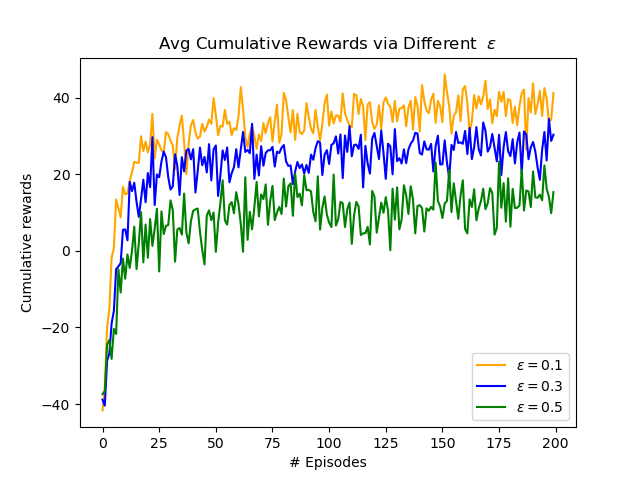 Avg Cumulative Rewards via Different ε
Cumulative rewards
40
20
0
−20
−40
0 25 50 75 100 125 150 175 200
# Episodes
ε = 0.1
ε = 0.3
ε = 0.5